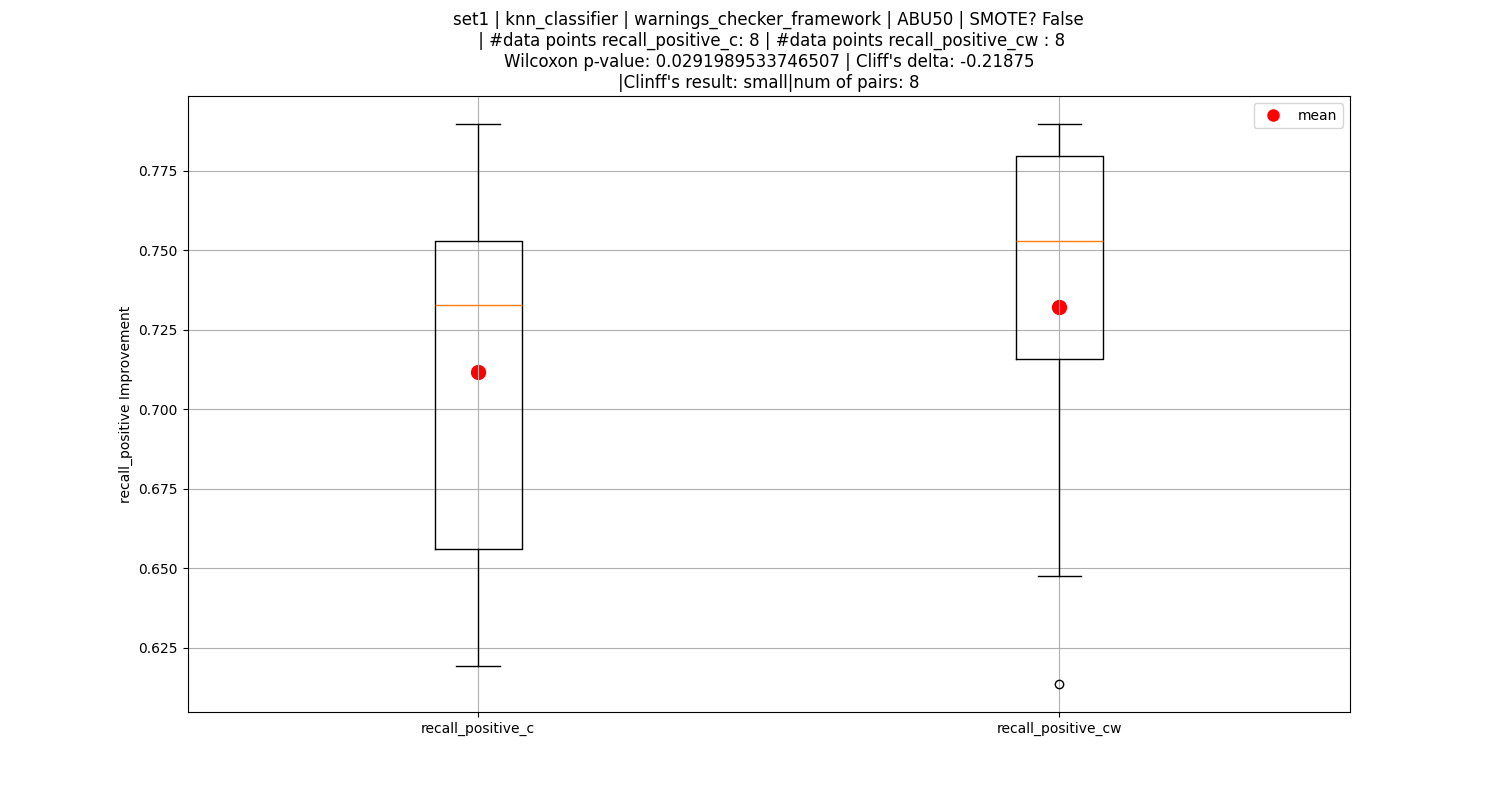 set1 | knn_classifier | warnings_checker_framework | ABU50 | SMOTE? False
| #data points recall_positive_c: 8 | #data points recall_positive_cw : 8
Wilcoxon p-value: 0.0291989533746507 | Cliff's delta: -0.21875
|Clinff's result: small|num of pairs: 8
mean
0.775
0.750
0.725
0.700
0.675
0.650
0.625
recall_positive Improvement
recall_positive_c
recall_positive_cw